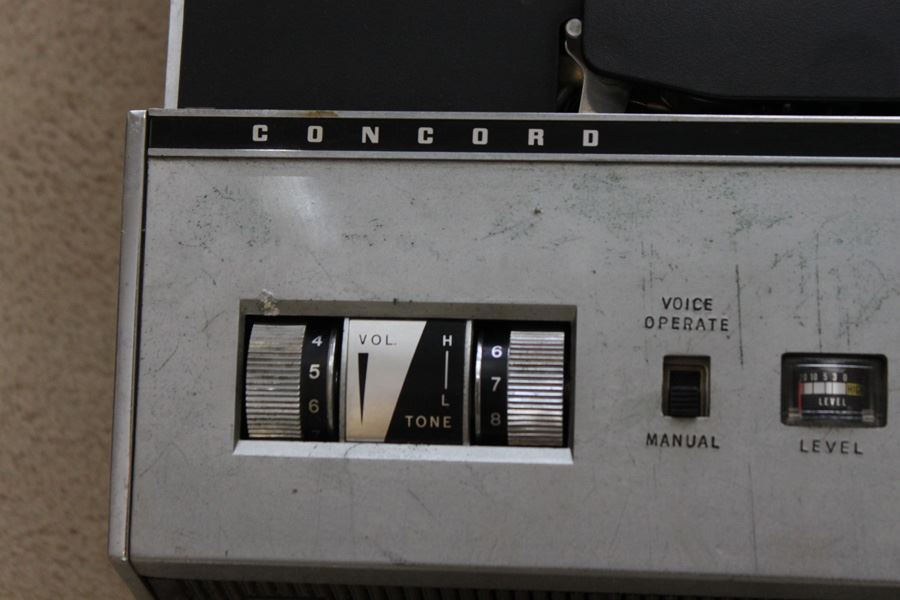 CONCORD
VOICE
OPERATE
4
5
6
VOL.
H
L
TONE
6
7
8
MANUAL
LEVEL
LEVEL